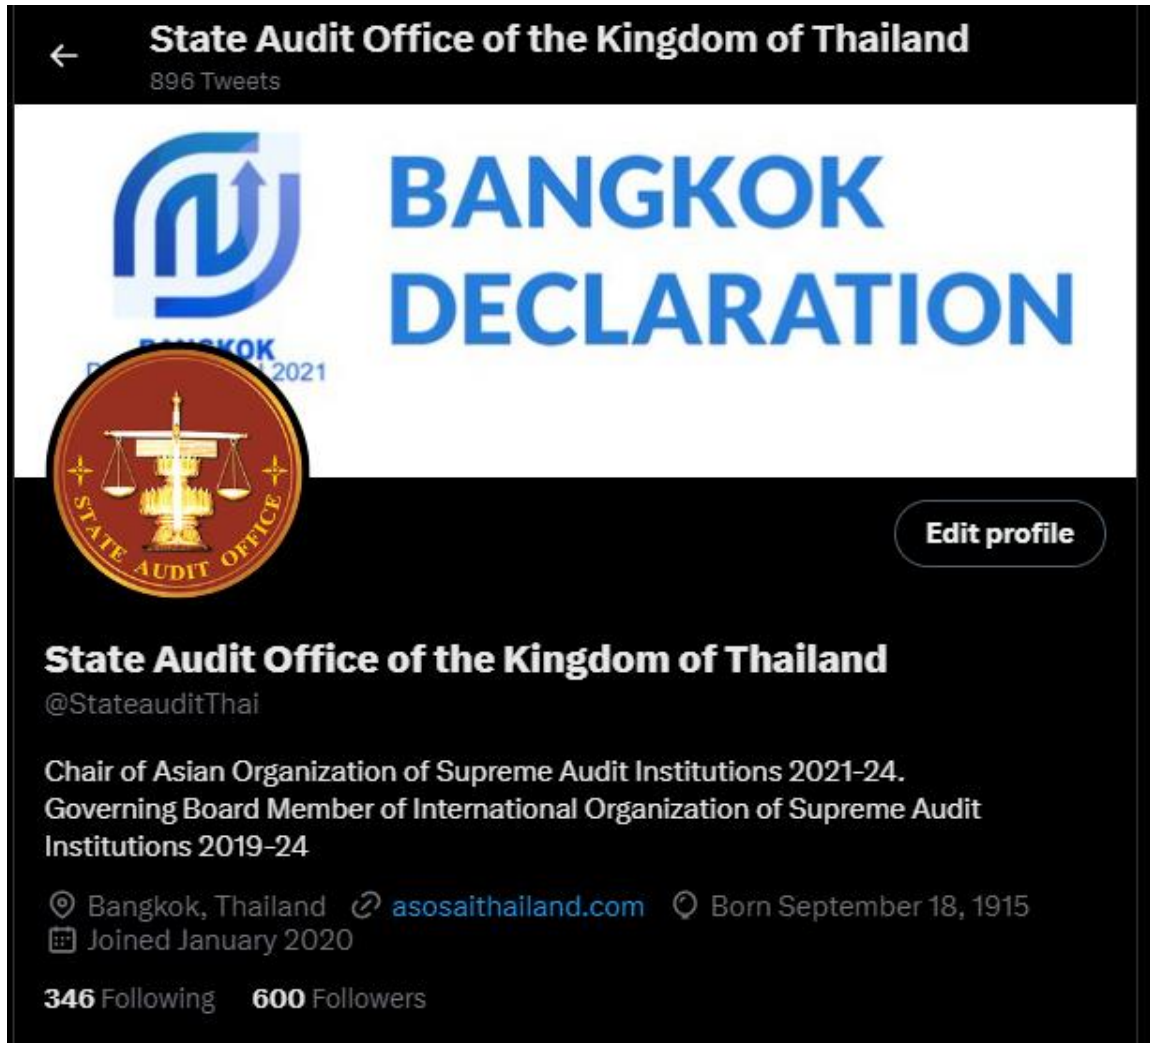 State Audit Office of the Kingdom of Thailand
896 Tweets
BANGKOK
DECLARATION
2021
STATE AUDIT OFFICE
Edit profile
State Audit Office of the Kingdom of Thailand
@StateauditThai
Chair of Asian Organization of Supreme Audit Institutions 2021-24.
Governing Board Member of International Organization of Supreme Audit
Institutions 2019-24
Bangkok, Thailand asosaithailand.com Born September 18, 1915
Joined January 2020
346 Following 600 Followers